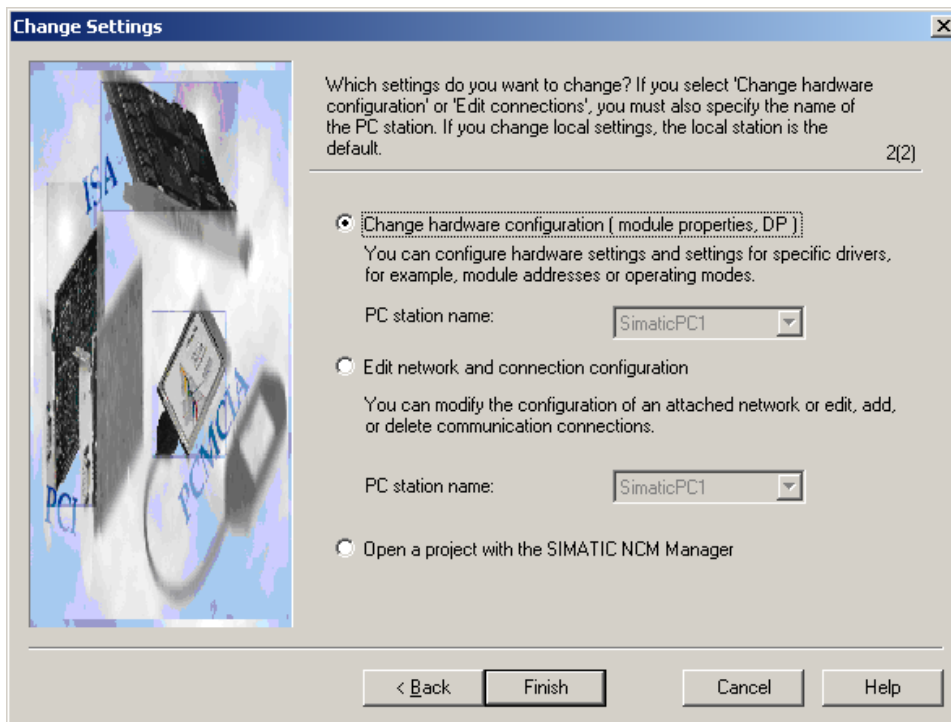 Change Settings
Which settings do you want to change? If you select 'Change hardware
configuration' or 'Edit connections', you must also specify the name of
the PC station. If you change local settings, the local station is the
default.
2(2)
ISA
PCI
PCMCIA
Change hardware configuration ( module properties, DP )
You can configure hardware settings and settings for specific drivers,
for example, module addresses or operating modes.
PC station name:
SimaticPC1
Edit network and connection configuration
You can modify the configuration of an attached network or edit, add,
or delete communication connections.
PC station name:
SimaticPC1
Open a project with the SIMATIC NCM Manager
< Back
Finish
Cancel
Help